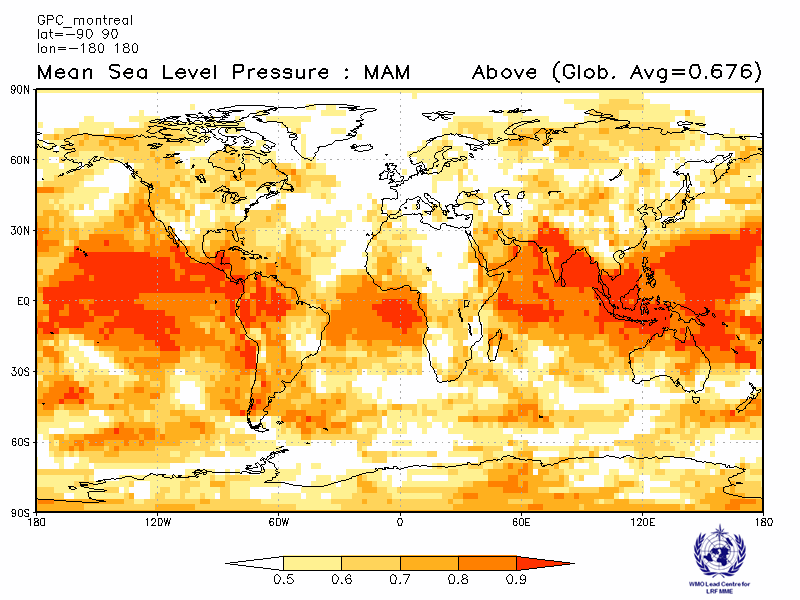 GPC_montreal
lat=-90 90
lon=-180 180
Mean Sea Level Pressure : MAM Above (Glob. Avg=0.676)
90N
60N
30N
EQ
30S
60S
90S
180 120W 60W 0 60E 120E 180
0.5 0.6 0.7 0.8 0.9
WMO Lead Centre for
LRF MME